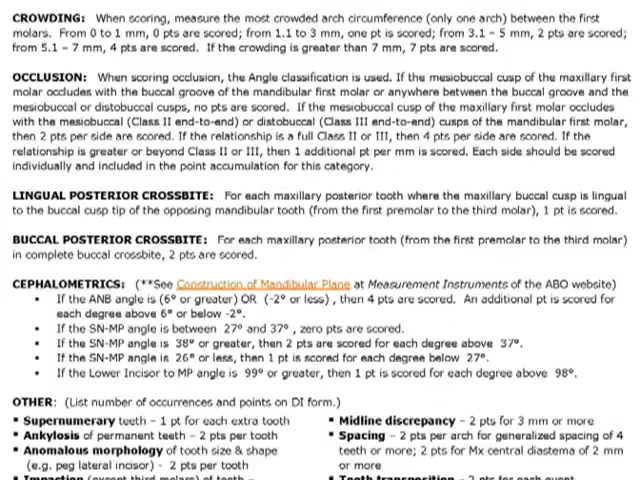 CROWDING: When scoring, measure the most crowded arch circumference (only one arch) between the first
molars. From 0 to 1 mm, 0 pts are scored; from 1.1 to 3 mm, one pt is scored; from 3.1 – 5 mm, 2 pts are scored;
from 5.1 – 7 mm, 4 pts are scored. If the crowding is greater than 7 mm, 7 pts are scored.
OCCLUSION: When scoring occlusion, the Angle classification is used. If the mesiobuccal cusp of the maxillary first
molar occludes with the buccal groove of the mandibular first molar or anywhere between the buccal groove and the
mesiobuccal or distobuccal cusps, no pts are scored. If the mesiobuccal cusp of the maxillary first molar occludes
with the mesiobuccal (Class II end-to-end) or distobuccal (Class III end-to-end) cusps of the mandibular first molar,
then 2 pts per side are scored. If the relationship is a full Class II or III, then 4 pts per side are scored. If the
relationship is greater or beyond Class II or III, then 1 additional pt per mm is scored. Each side should be scored
individually and included in the point accumulation for this category.
LINGUAL POSTERIOR CROSSBITE: For each maxillary posterior tooth where the maxillary buccal cusp is lingual
to the buccal cusp tip of the opposing mandibular tooth (from the first premolar to the third molar), 1 pt is scored.
BUCCAL POSTERIOR CROSSBITE: For each maxillary posterior tooth (from the first premolar to the third molar)
in complete buccal crossbite, 2 pts are scored.
CEPHALOMETRICS: (**See Construction of Mandibular Plane at Measurement Instruments of the ABO website)
▪ If the ANB angle is (6° or greater) OR (-2° or less) , then 4 pts are scored. An additional pt is scored for
each degree above 6° or below -2°.
▪ If the SN-MP angle is between 27° and 37° , zero pts are scored.
▪ If the SN-MP angle is 38° or greater, then 2 pts are scored for each degree above 37°.
▪ If the SN-MP angle is 26° or less, then 1 pt is scored for each degree below 27°.
▪ If the Lower Incisor to MP angle is 99° or greater, then 1 pt is scored for each degree above 98°.
OTHER: (List number of occurrences and points on DI form.)
▪ Supernumerary teeth – 1 pt for each extra tooth
▪ Ankylosis of permanent teeth – 2 pts per tooth
▪ Anomalous morphology of tooth size & shape
(e.g. peg lateral incisor) - 2 pts per tooth
▪ Impaction (except third molars) of teeth –
▪ Midline discrepancy – 2 pts for 3 mm or more
▪ Spacing – 2 pts per arch for generalized spacing of 4
teeth or more; 2 pts for Mx central diastema of 2 mm
or more
▪ Tooth transposition – 2 pts for each event